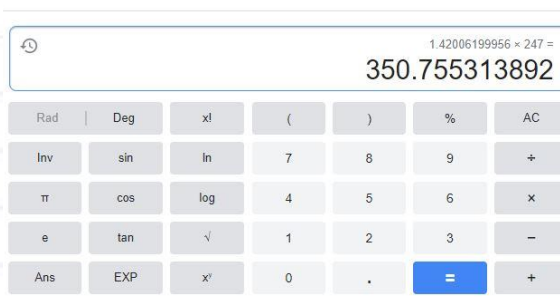 1.42006199956 × 247 =
350.755313892
Rad | Deg x! ( ) % AC
Inv sin ln 7 8 9 ÷
π cos log 4 5 6 ×
e tan √ 1 2 3 −
Ans EXP xʸ 0 . = +